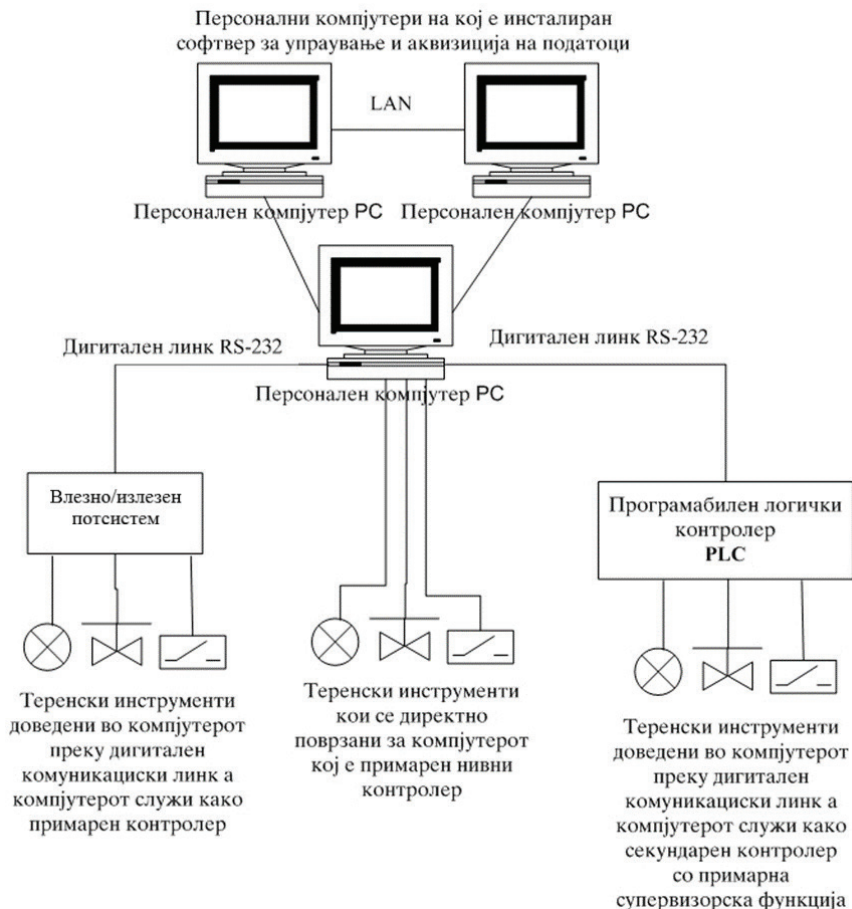 Персонални компјутери на кој е инсталиран
софтвер за упраување и аквизиција на податоци
LAN
Персонален компјутер PC
Персонален компјутер PC
Дигитален линк RS-232
Дигитален линк RS-232
Персонален компјутер PC
Влезно/излезен
потсистем
Програмабилен логички
контролер
PLC
Теренски инструменти
доведени во компјутерот
преку дигитален
комуникациски линк а
компјутерот служи како
примарен контролер
Теренски инструменти
кои се директно
поврзани за компјутерот
кој е примарен нивни
контролер
Теренски инструменти
доведени во компјутерот
преку дигитален
комуникациски линк а
компјутерот служи како
секундарен контролер
со примарна
супервизорска функција